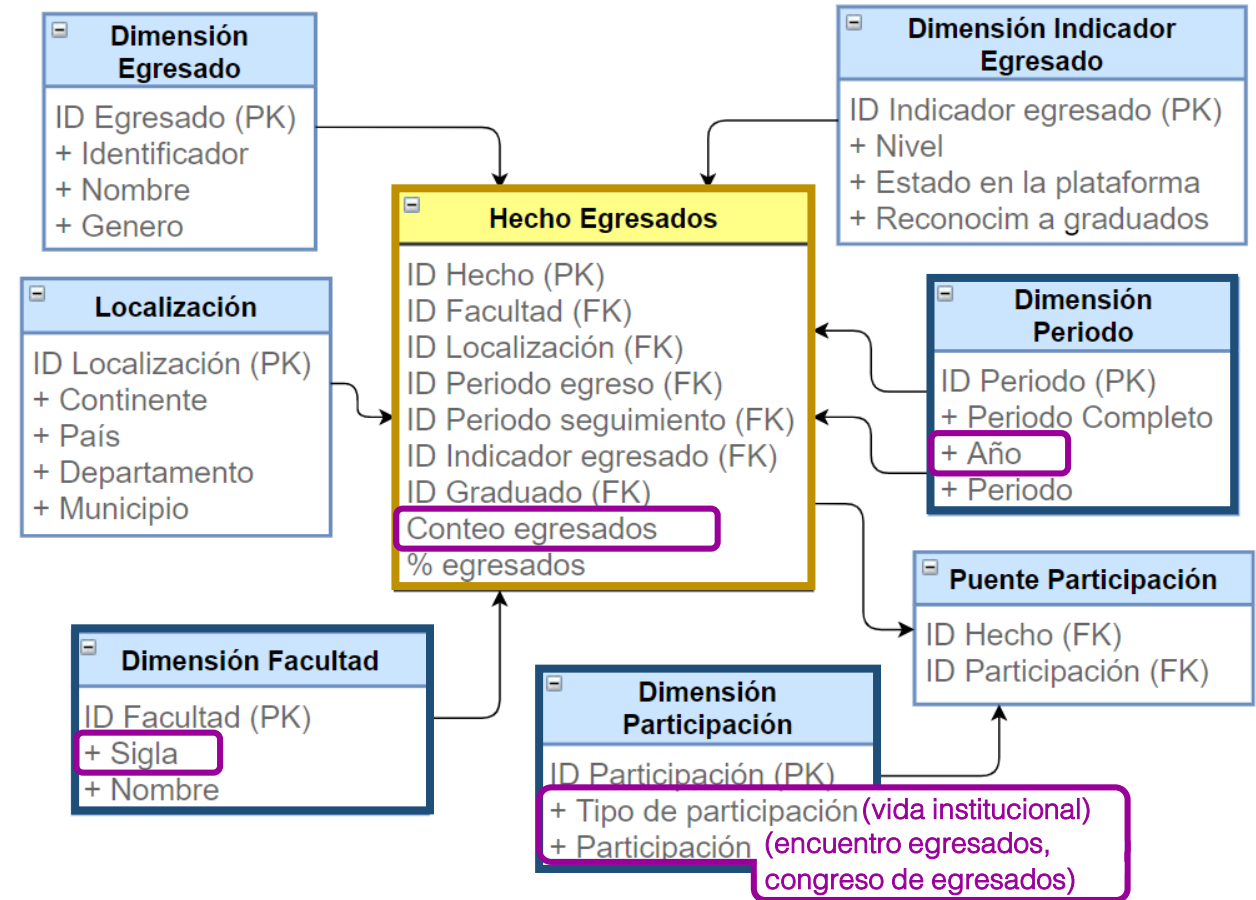 Dimensión
Egresado
ID Egresado (PK)
+ Identificador
+ Nombre
+ Genero
Dimensión Indicador
Egresado
ID Indicador egresado (PK)
+ Nivel
+ Estado en la plataforma
+ Reconocim a graduados
Hecho Egresados
ID Hecho (PK)
ID Facultad (FK)
ID Localización (FK)
ID Periodo egreso (FK)
ID Periodo seguimiento (FK)
ID Indicador egresado (FK)
ID Graduado (FK)
Conteo egresados
% egresados
Localización
ID Localización (PK)
+ Continente
+ País
+ Departamento
+ Municipio
Dimensión
Periodo
ID Periodo (PK)
+ Periodo Completo
+ Año
+ Periodo
Puente Participación
ID Hecho (FK)
ID Participación (FK)
Dimensión Facultad
ID Facultad (PK)
+ Sigla
+ Nombre
Dimensión
Participación
ID Participación (PK)
+ Tipo de participación (vida institucional)
+ Participación (encuentro egresados,
congreso de egresados)